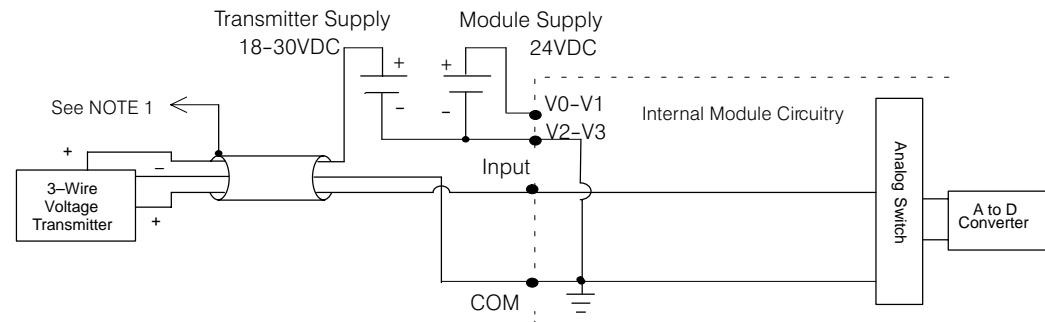 Transmitter Supply
18–30VDC
Module Supply
24VDC
+
–
+
–
See NOTE 1
V0–V1
V2–V3
Internal Module Circuitry
Input
+
–
+
3–Wire
Voltage
Transmitter
Analog Switch
A to D
Converter
COM